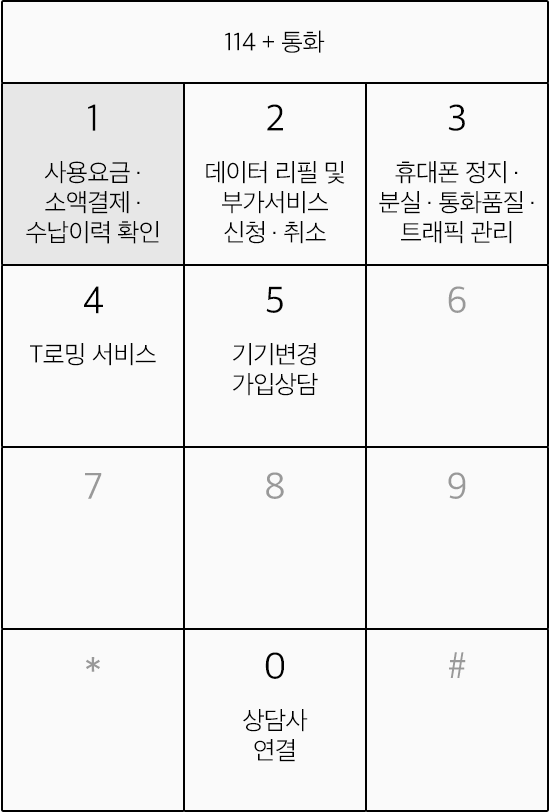 114 + 통화
1
사용요금 ·
소액결제 ·
수납이력 확인
2
데이터 리필 및
부가서비스
신청 · 취소
3
휴대폰 정지 ·
분실 · 통화품질 ·
트래픽 관리
4
T로밍 서비스
5
기기변경
가입상담
6
7
8
9
*
0
상담사
연결
#